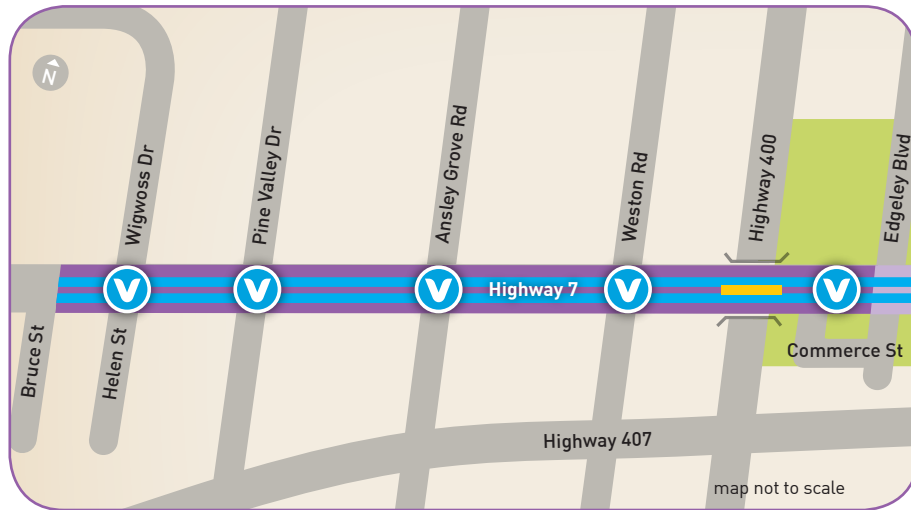 N
Wigwoss Dr
Pine Valley Dr
Ansley Grove Rd
Weston Rd
Highway 400
Edgeley Blvd
V
V
V
Highway 7
V
V
Bruce St
Helen St
Commerce St
Highway 407
map not to scale